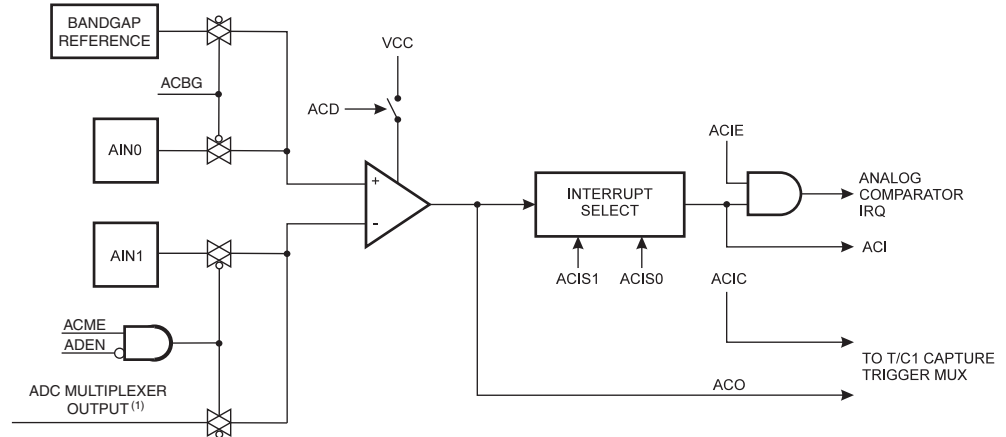 BANDGAP
REFERENCE
ACBG
AIN0
AIN1
ACME
ADEN
ADC MULTIPLEXER
OUTPUT (1)
VCC
ACD
+
-
INTERRUPT
SELECT
ACIS1 ACIS0
ACIE
ANALOG
COMPARATOR
IRQ
ACI
ACIC
TO T/C1 CAPTURE
TRIGGER MUX
ACO